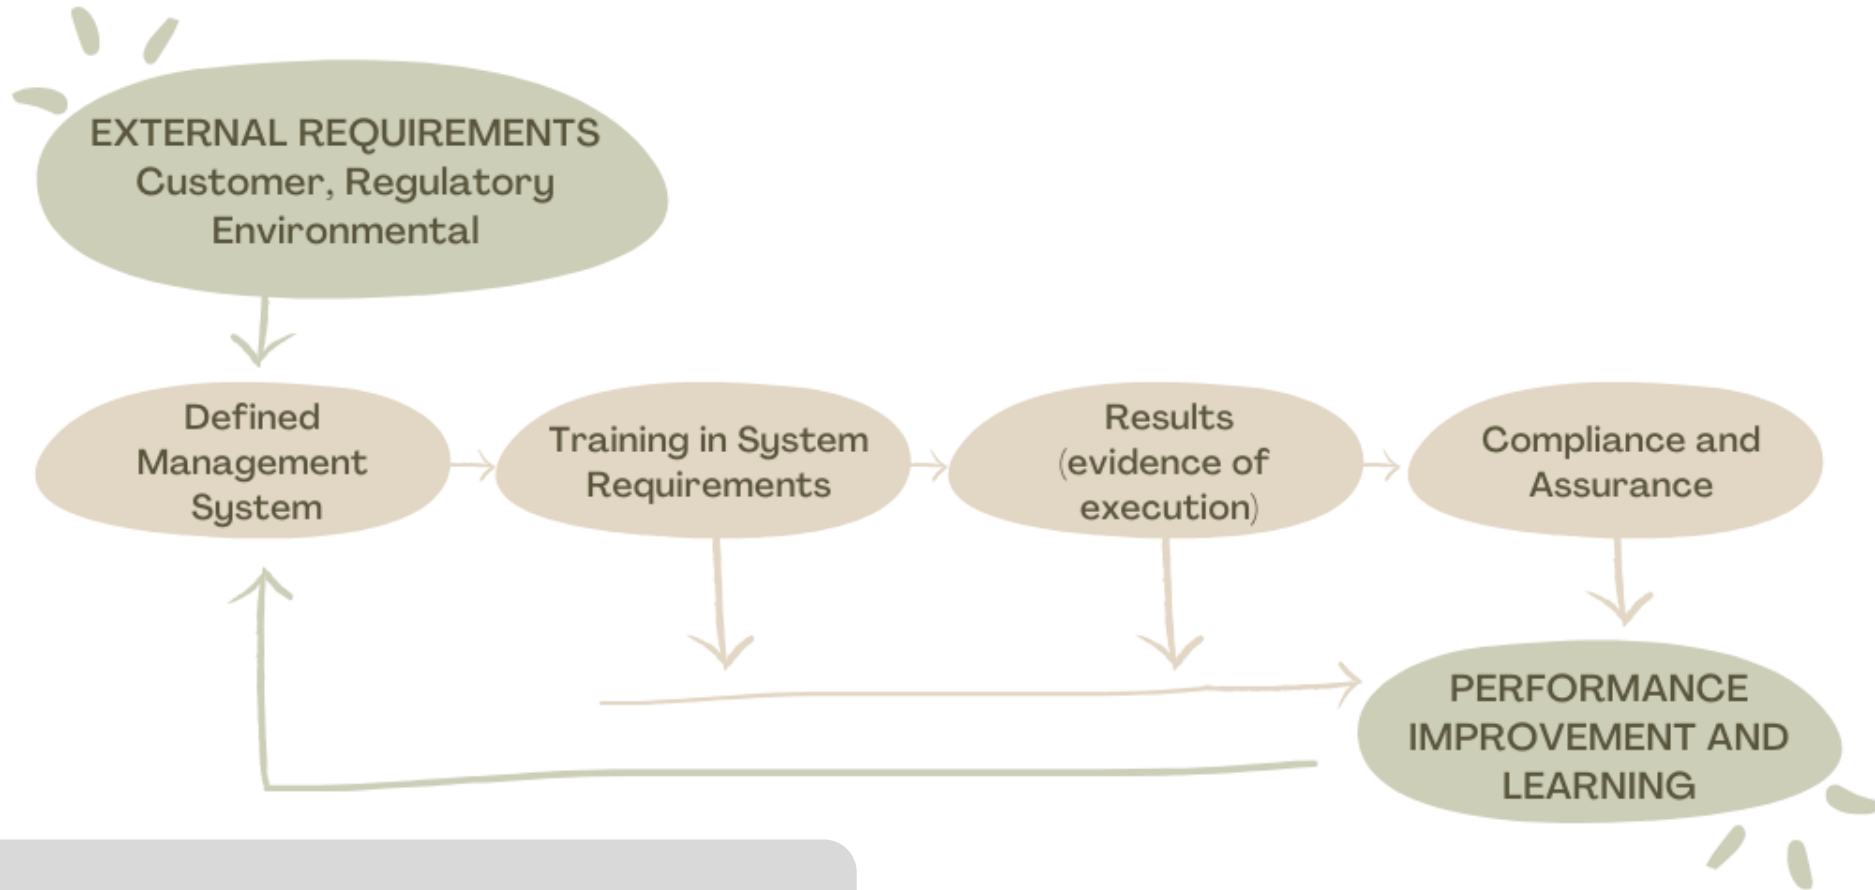 EXTERNAL REQUIREMENTS
Customer, Regulatory
Environmental
Defined
Management
System
Training in System
Requirements
Results
(evidence of
execution)
Compliance and
Assurance
PERFORMANCE
IMPROVEMENT AND
LEARNING